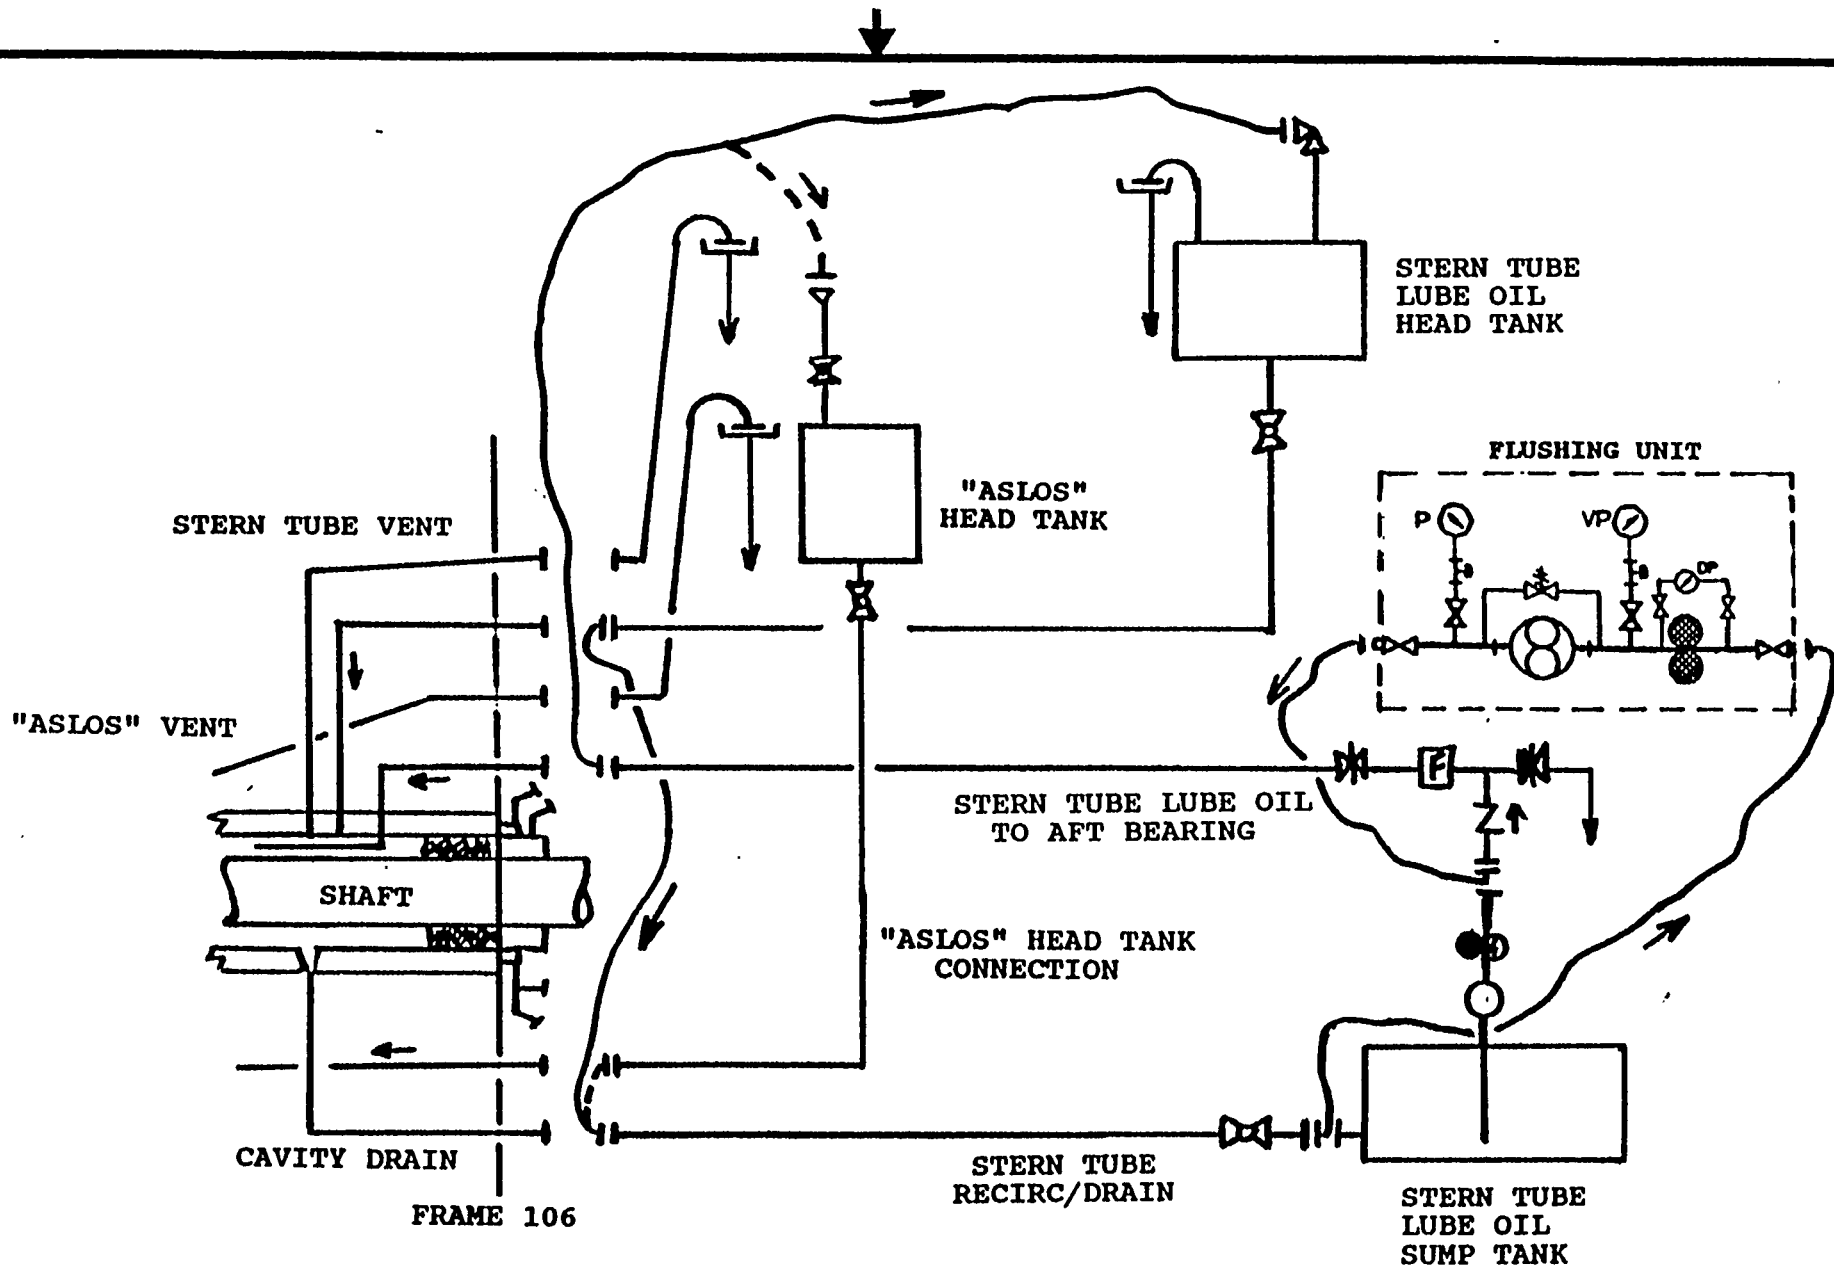 STERN TUBE
LUBE OIL
HEAD TANK
FLUSHING UNIT
P
VP
DP
"ASLOS"
HEAD TANK
STERN TUBE VENT
"ASLOS" VENT
F
STERN TUBE LUBE OIL
TO AFT BEARING
SHAFT
"ASLOS" HEAD TANK
CONNECTION
CAVITY DRAIN
STERN TUBE
RECIRC/DRAIN
FRAME 106
STERN TUBE
LUBE OIL
SUMP TANK